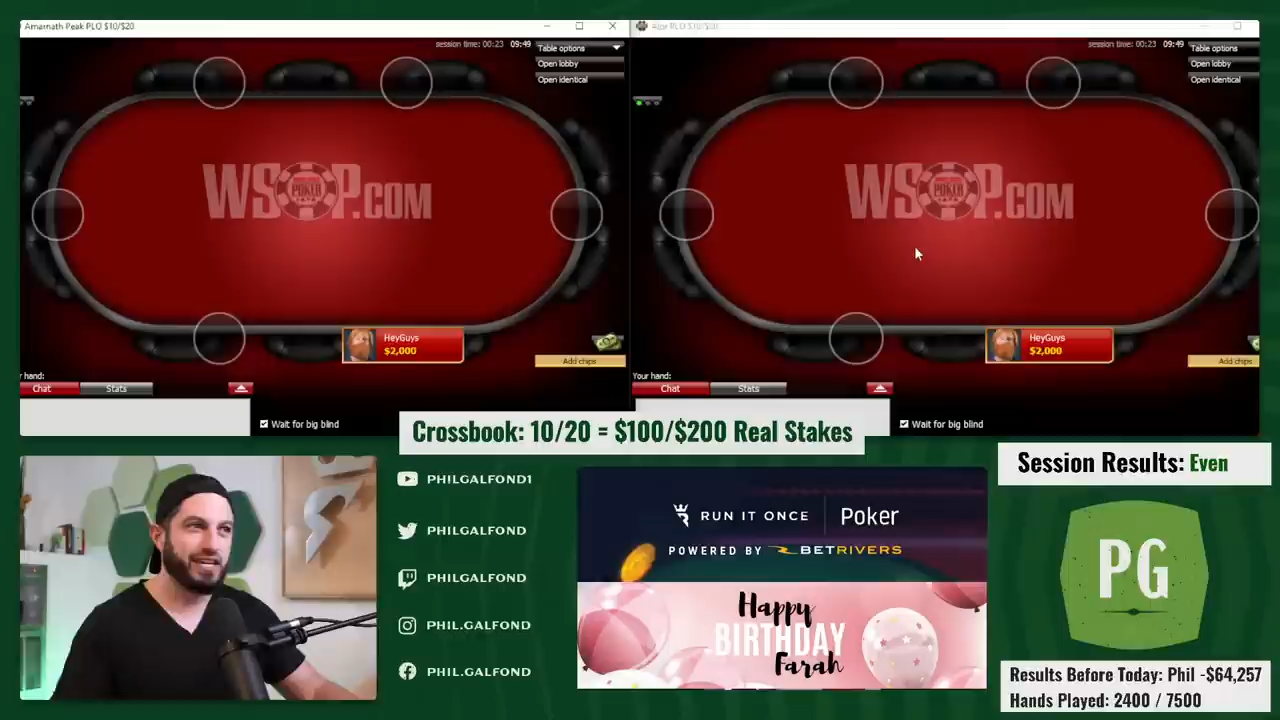 Amarnath Peak PLO $10/$20
session time: 00:23 09:49
Table options
Open lobby
Open identical
WSOP.COM
POKER
HeyGuys
$2,000
Add chips
Chat
Stats
Wait for big blind
session time: 00:23 09:49
Table options
Open lobby
Open identical
WSOP.COM
POKER
HeyGuys
$2,000
Add chips
Your hand:
Chat
Stats
Wait for big blind
Crossbook: 10/20 = $100/$200 Real Stakes
Session Results: Even
PHILGALFOND1
PHILGALFOND
PHILGALFOND
PHIL.GALFOND
PHIL.GALFOND
RUN IT ONCE Poker
POWERED BY BETRIVERS
Happy
BIRTHDAY
Farah
PG
Results Before Today: Phil -$64,257
Hands Played: 2400 / 7500